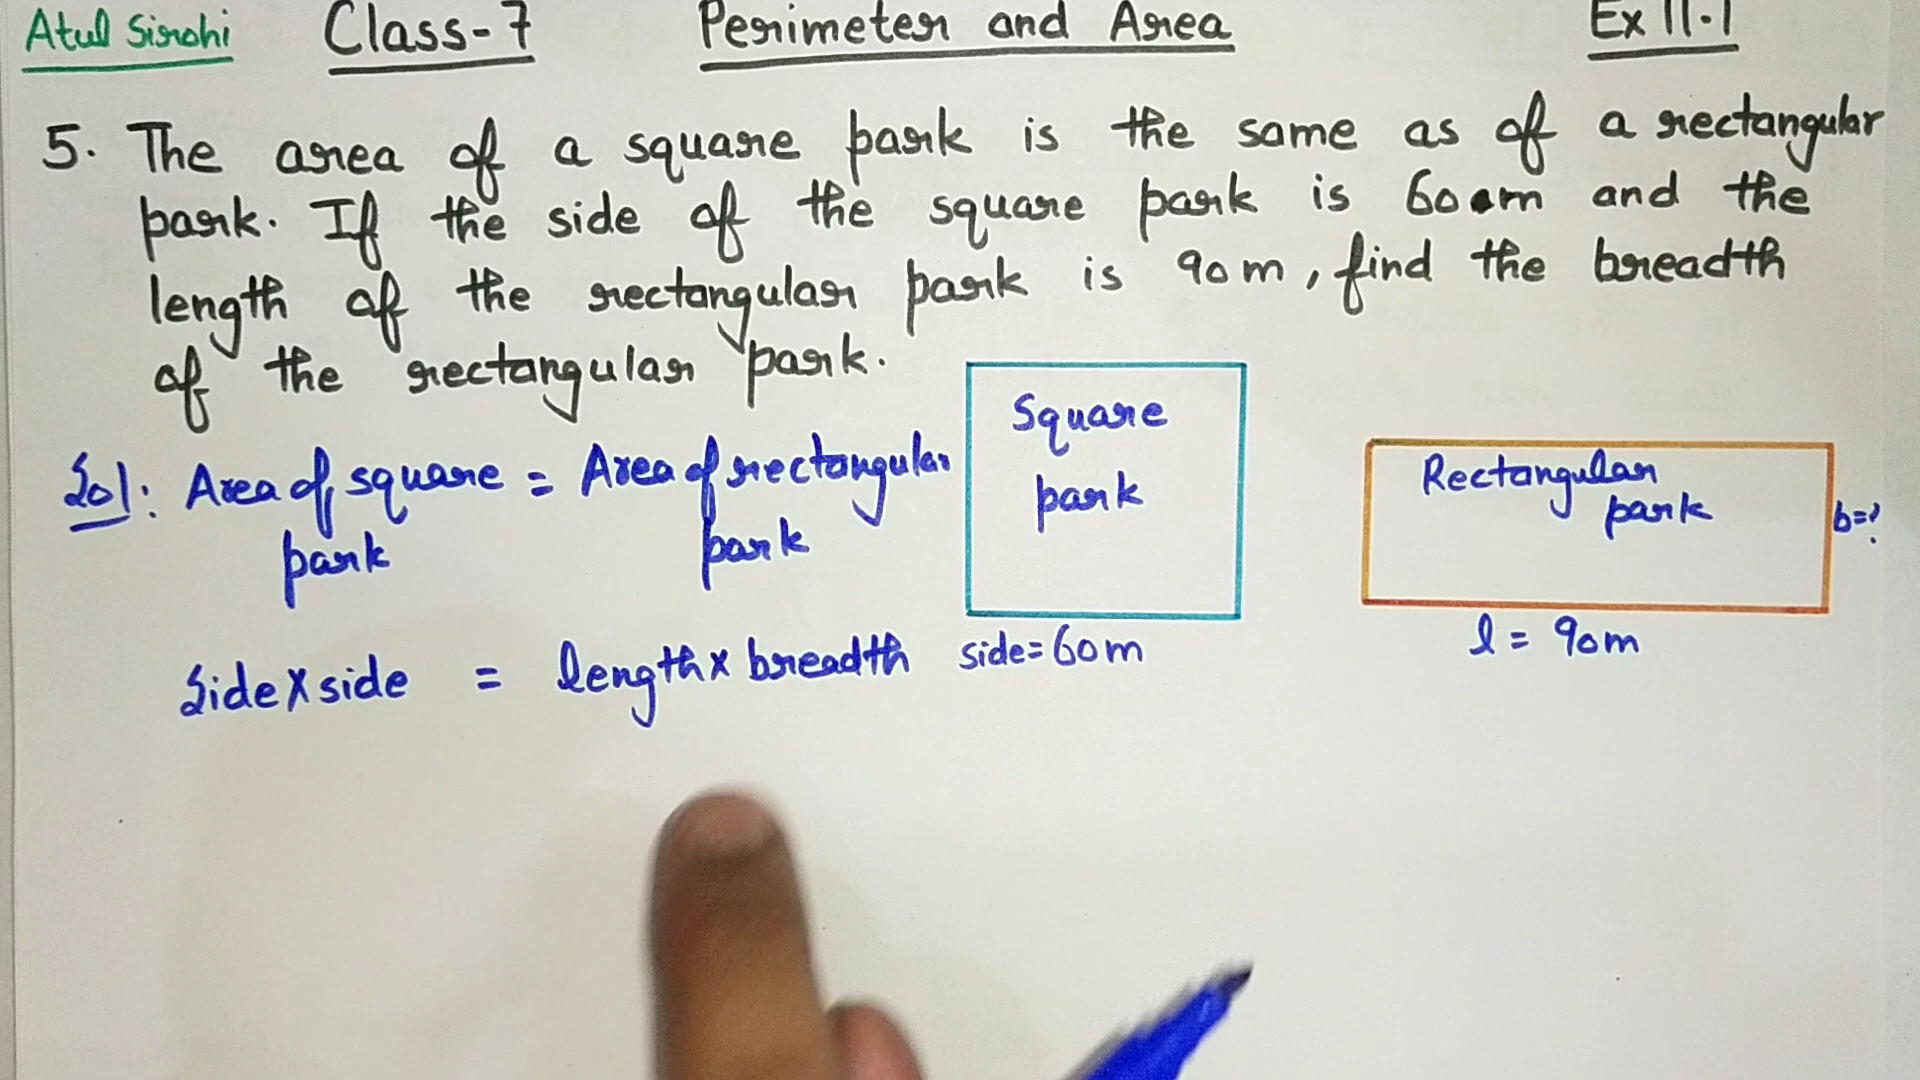 Atul Sirohi Class-7 Perimeter and Area Ex 11.1
5. The area of a square park is the same as of a rectangular
park. If the side of the square park is 60 m and the
length of the rectangular park is 90 m, find the breadth
of the rectangular park.
Sol: Area of square = Area of rectangular
park park
Side x side = length x breadth
Square
park
side = 60 m
Rectangular
park
b=?
l = 90 m